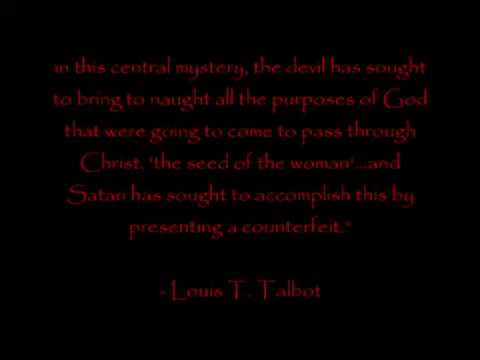 in this central mystery, the devil has sought
to bring to naught all the purposes of God
that were going to come to pass through
Christ, 'the seed of the woman'...and
Satan has sought to accomplish this by
presenting a counterfeit."
- Louis T. Talbot